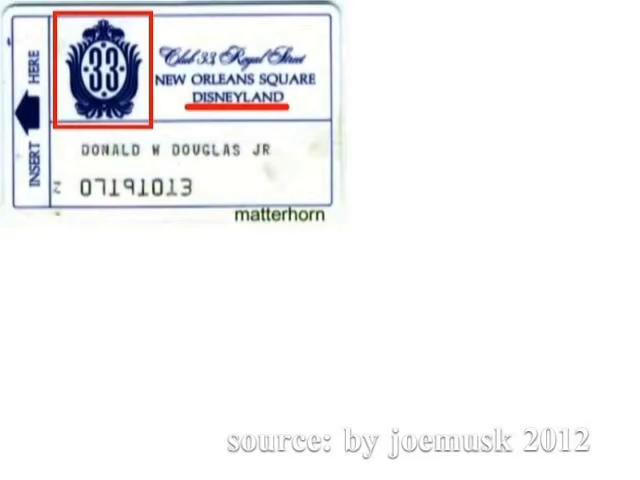 INSERT HERE
33
Club 33 Royal Street
NEW ORLEANS SQUARE
DISNEYLAND
DONALD W DOUGLAS JR
Z 07191013
matterhorn
source: by joemusk 2012